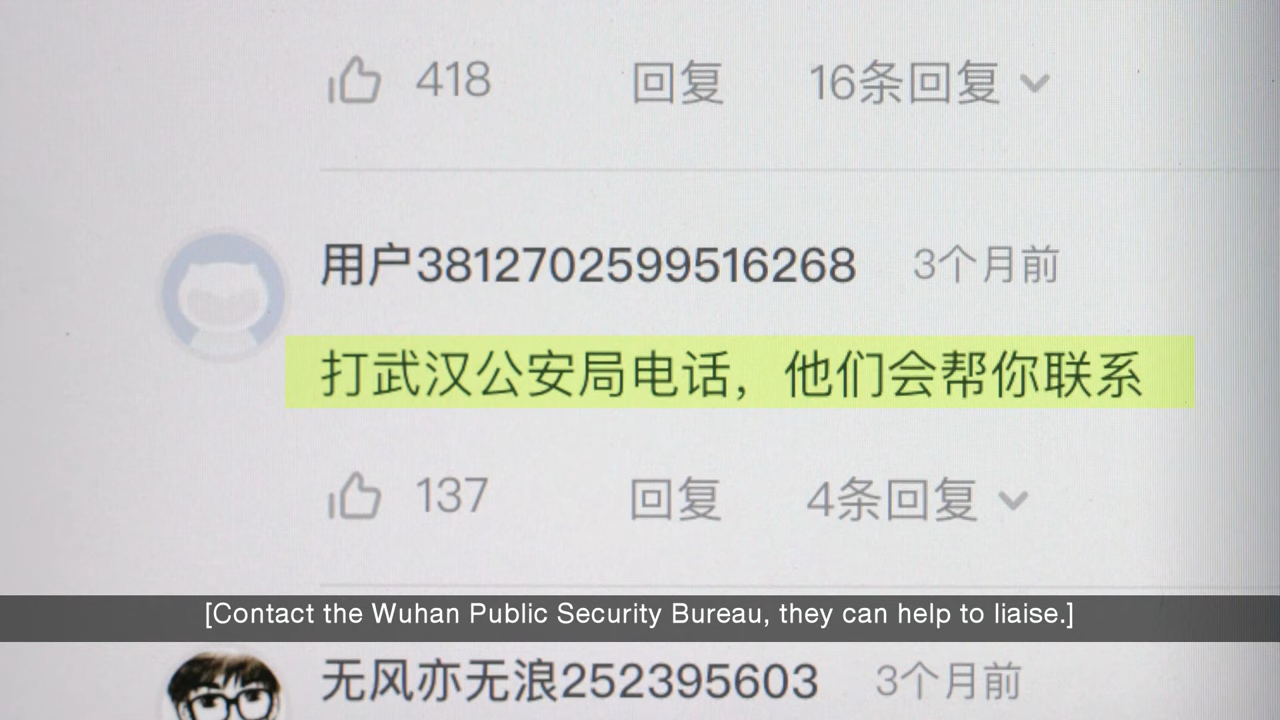 418 回复 16条回复
用户3812702599516268 3个月前
打武汉公安局电话，他们会帮你联系
137 回复 4条回复
[Contact the Wuhan Public Security Bureau, they can help to liaise.]
无风亦无浪252395603 3个月前